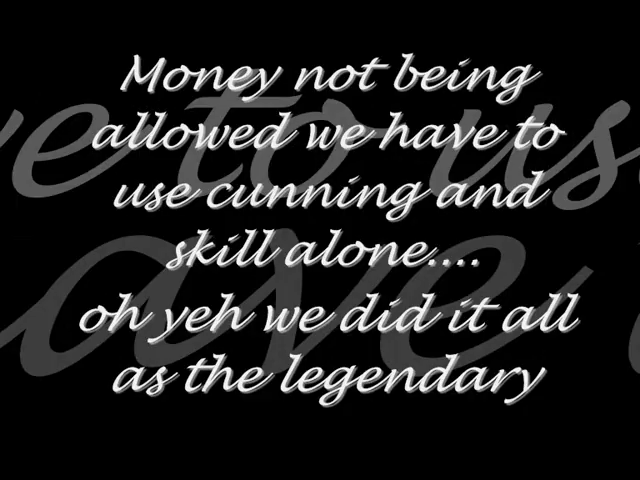 Money not being
allowed we have to
use cunning and
skill alone....
oh yeh we did it all
as the legendary